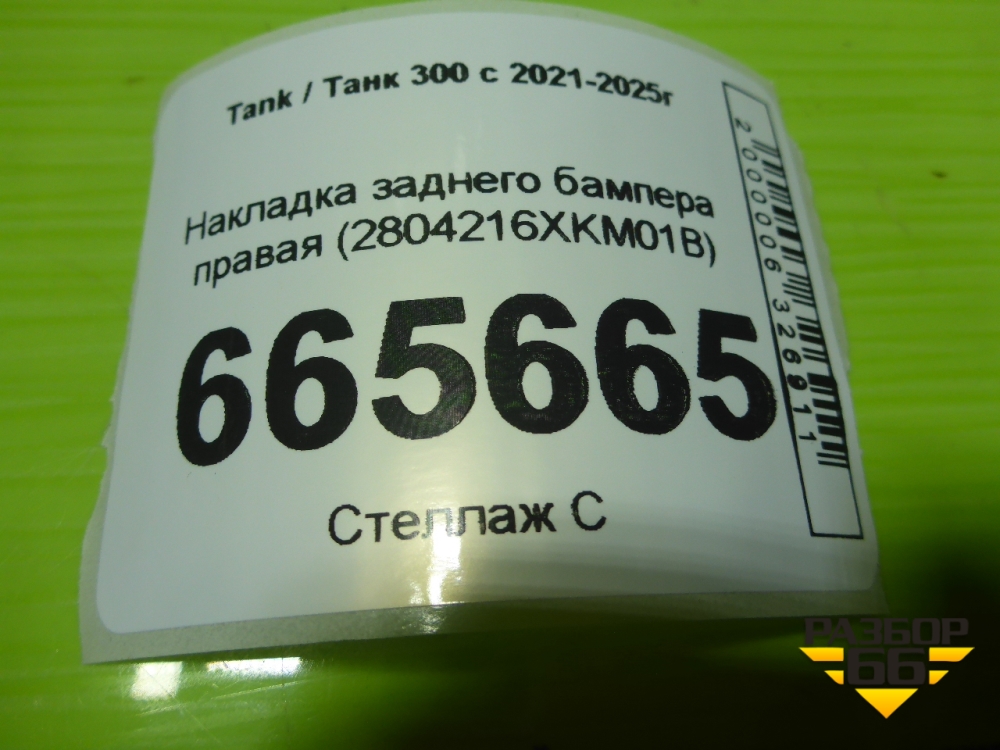 Tank / Танк 300 с 2021-2025г
Накладка заднего бампера
правая (2804216XKM01B)
665665
Стеллаж С
2000006326911
РАЗБОР
66